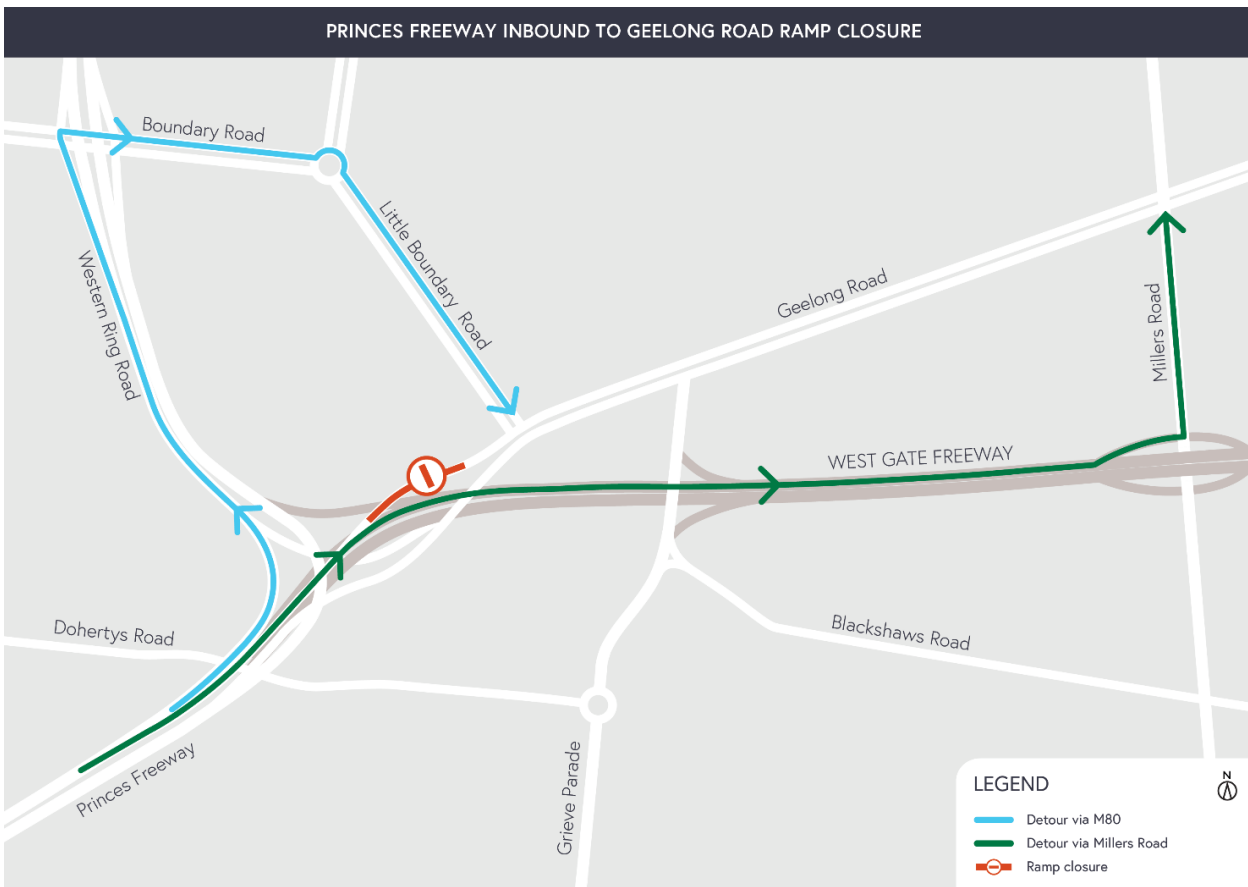 PRINCES FREEWAY INBOUND TO GEELONG ROAD RAMP CLOSURE
Boundary Road
Little Boundary Road
Western Ring Road
Geelong Road
Millers Road
WEST GATE FREEWAY
Dohertys Road
Blackshaws Road
Princes Freeway
Grieve Parade
LEGEND
N
Detour via M80
Detour via Millers Road
Ramp closure